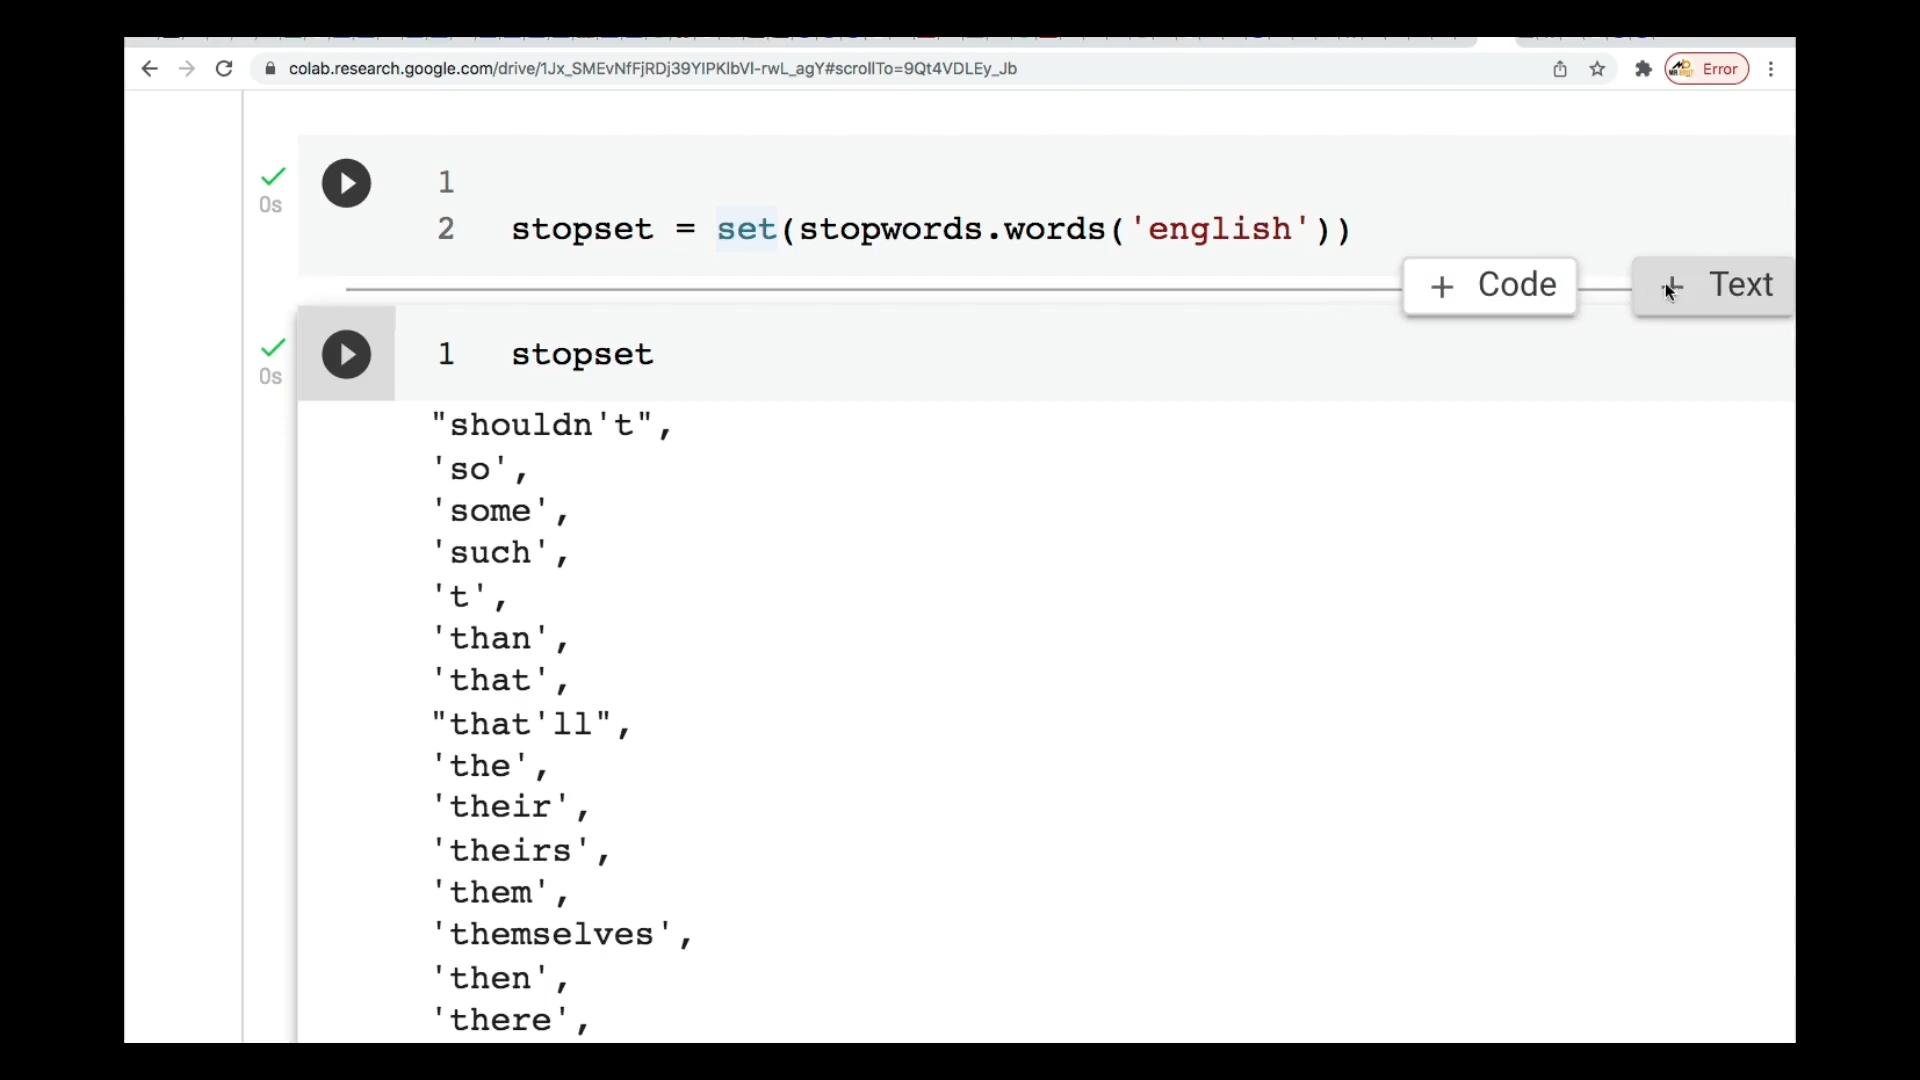 colab.research.google.com/drive/1Jx_SMEvNfFjRDj39YIPKlbVI-rwL_agY#scrollTo=9Qt4VDLEy_Jb
Error
0s
1
2 stopset = set(stopwords.words('english'))
+ Code
+ Text
0s
1 stopset
"shouldn't",
'so',
'some',
'such',
't',
'than',
'that',
"that'll",
'the',
'their',
'theirs',
'them',
'themselves',
'then',
'there',